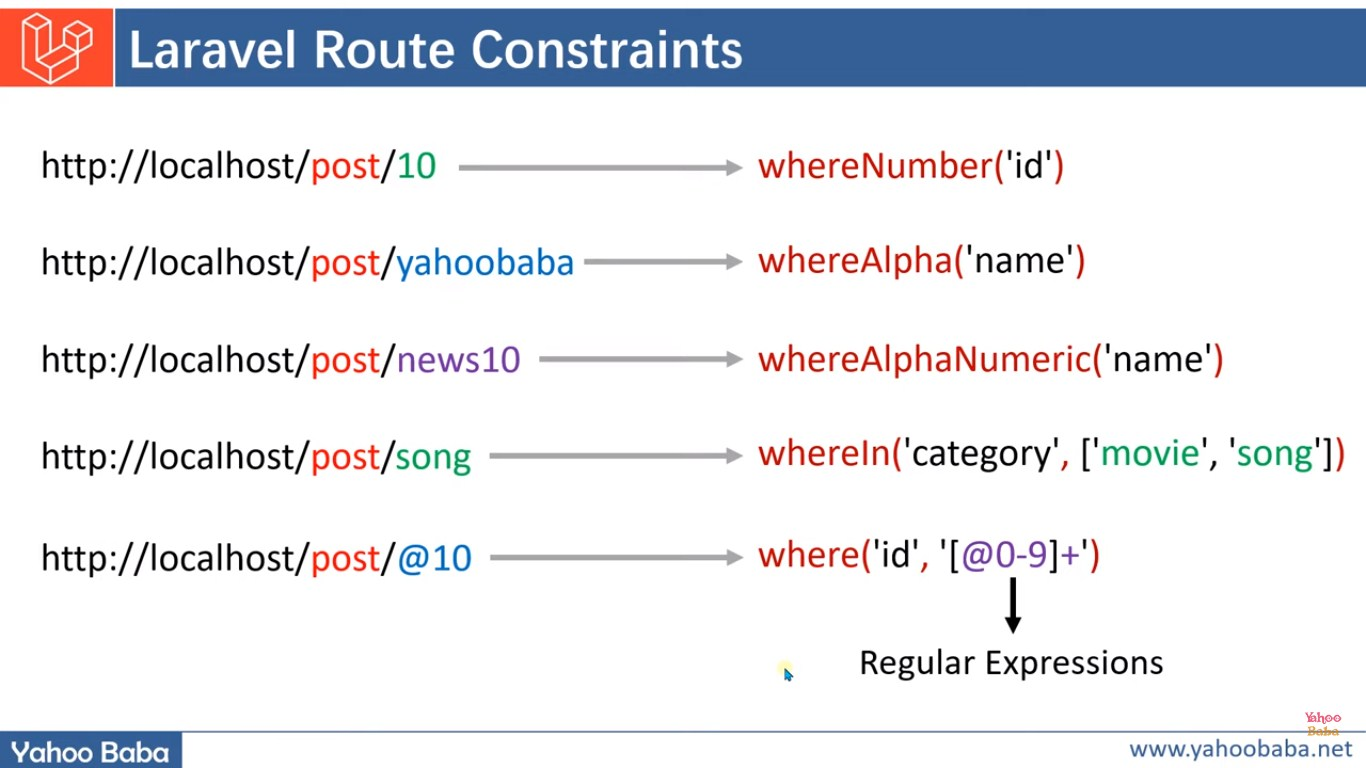 Laravel Route Constraints
http://localhost/post/10 whereNumber('id')
http://localhost/post/yahoobaba whereAlpha('name')
http://localhost/post/news10 whereAlphaNumeric('name')
http://localhost/post/song whereIn('category', ['movie', 'song'])
http://localhost/post/@10 where('id', '[@0-9]+')
Regular Expressions
Yahoo
Baba
Yahoo Baba www.yahoobaba.net